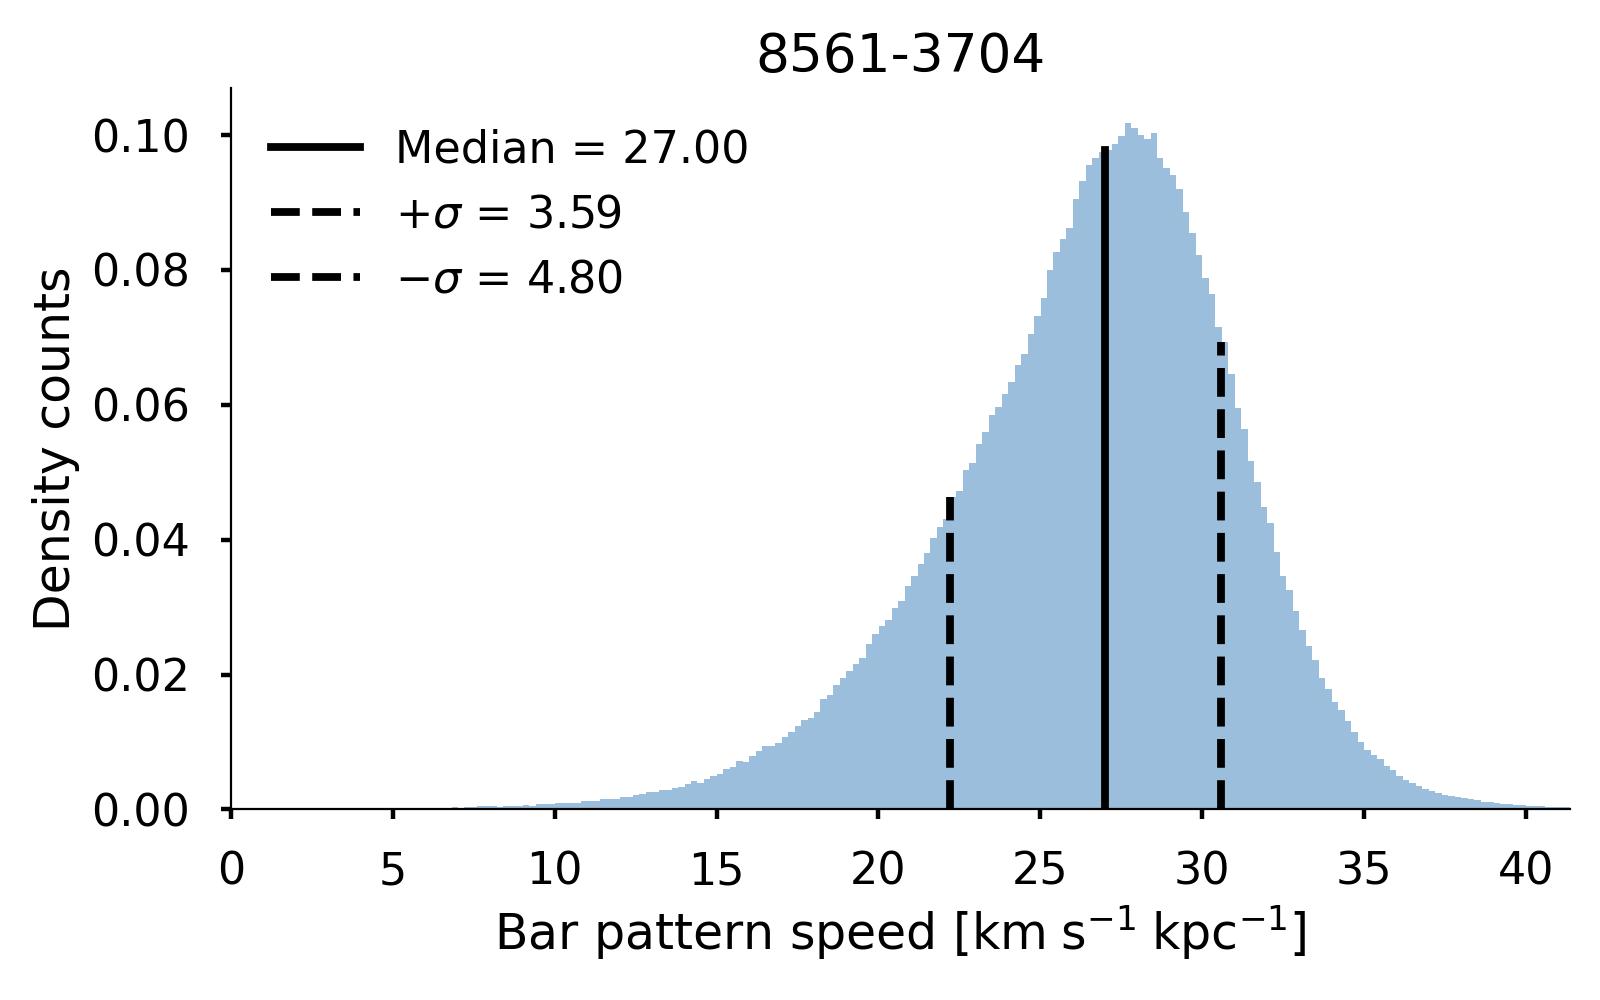 8561-3704
Median = 27.00
+σ = 3.59
−σ = 4.80
Density counts
0.10
0.08
0.06
0.04
0.02
0.00
0 5 10 15 20 25 30 35 40
Bar pattern speed [km s⁻¹ kpc⁻¹]